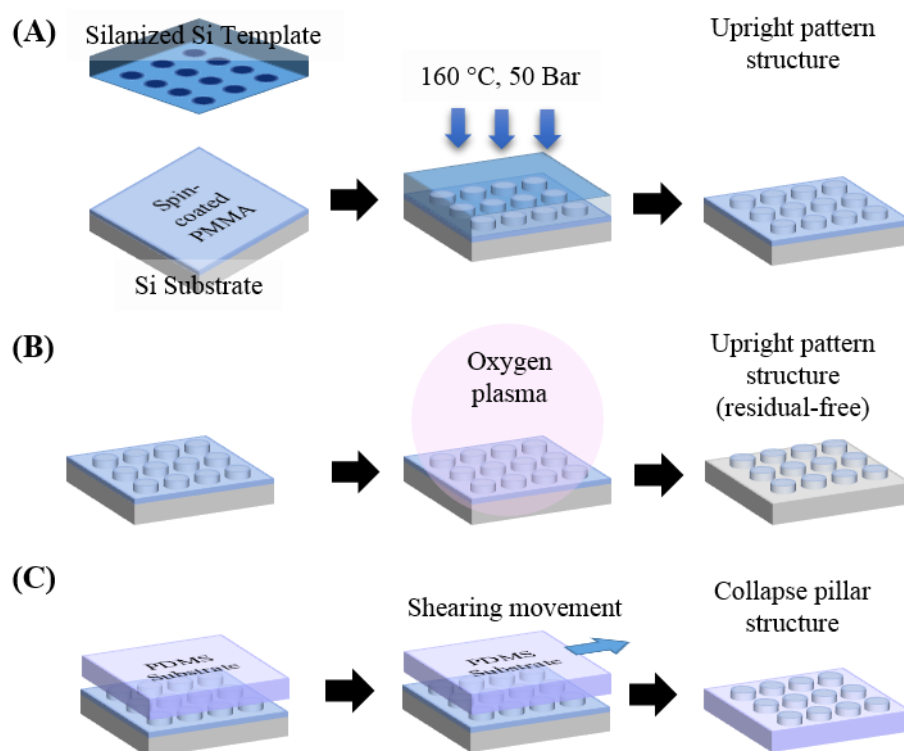 (A)
Silanized Si Template
160 °C, 50 Bar
Upright pattern
structure
Spin-
coated
PMMA
Si Substrate
(B)
Oxygen
plasma
Upright pattern
structure
(residual-free)
(C)
PDMS
Substrate
Shearing movement
PDMS
Substrate
Collapse pillar
structure